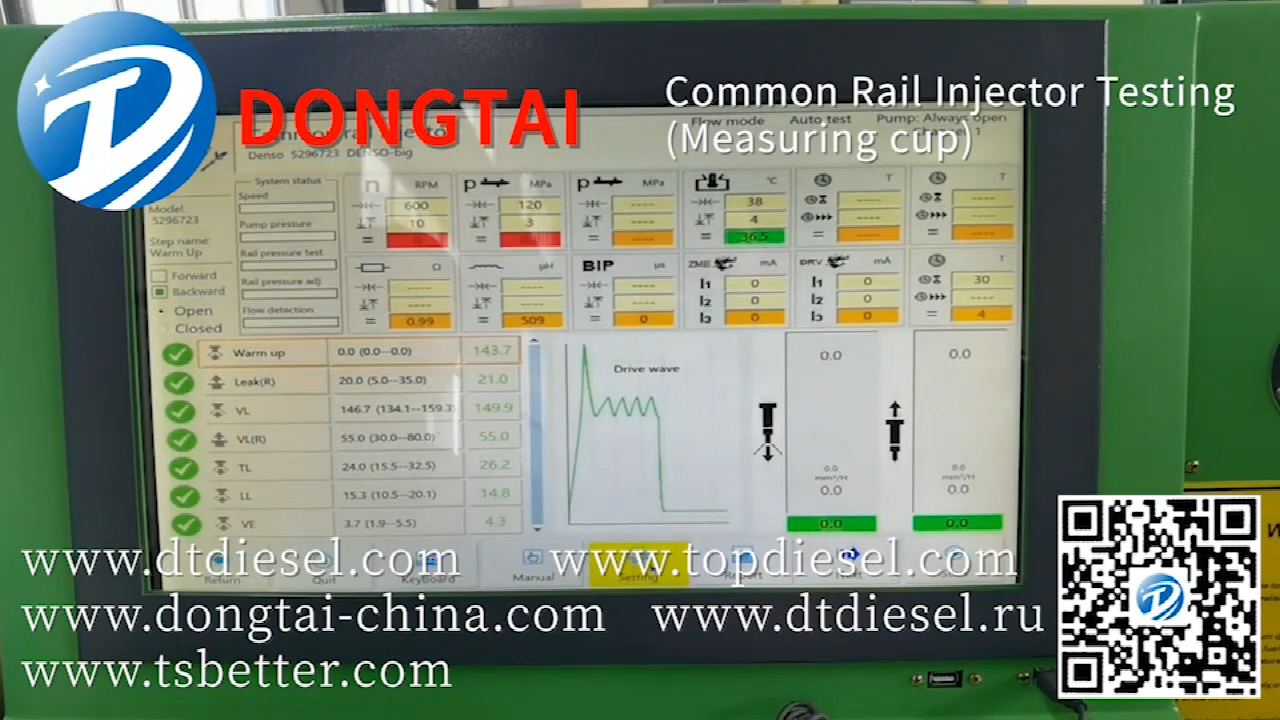 DONGTAI
Common Rail Injector Testing
(Measuring cup)
Flow mode Auto test Pump: Always open
Denso 5296723 DENSO-big
Model:
5296723
Step name:
Warm Up
Forward
Backward
Open
Closed
System status
Speed
Pump pressure
Rail pressure test
Rail pressure adj
Flow detection
n RPM
600
10
=
P MPa
120
3
=
P MPa
----
----
= ----
°C
38
4
= 36.5
T
----
----
= ----
T
----
----
= ----
Ω
----
----
= 0.99
µH
----
----
= 509
BIP µs
----
----
= 0
ZME mA
I1 0
I2 0
I3 0
DRV mA
I1 0
I2 0
I3 0
T
30
----
= 4
Warm up 0.0 (0.0--0.0) 143.7
Leak(R) 20.0 (5.0--35.0) 21.0
VL 146.7 (134.1--159.3) 149.9
VL(R) 55.0 (30.0--80.0) 55.0
TL 24.0 (15.5--32.5) 26.2
LL 15.3 (10.5--20.1) 14.8
VE 3.7 (1.9--5.5) 4.3
Drive wave
0.0
0.0
mm³/H
0.0
0.0
0.0
0.0
mm³/H
0.0
0.0
Return Quit Keyboard Manual Setting Report
www.dtdiesel.com www.topdiesel.com
www.dongtai-china.com www.dtdiesel.ru
www.tsbetter.com